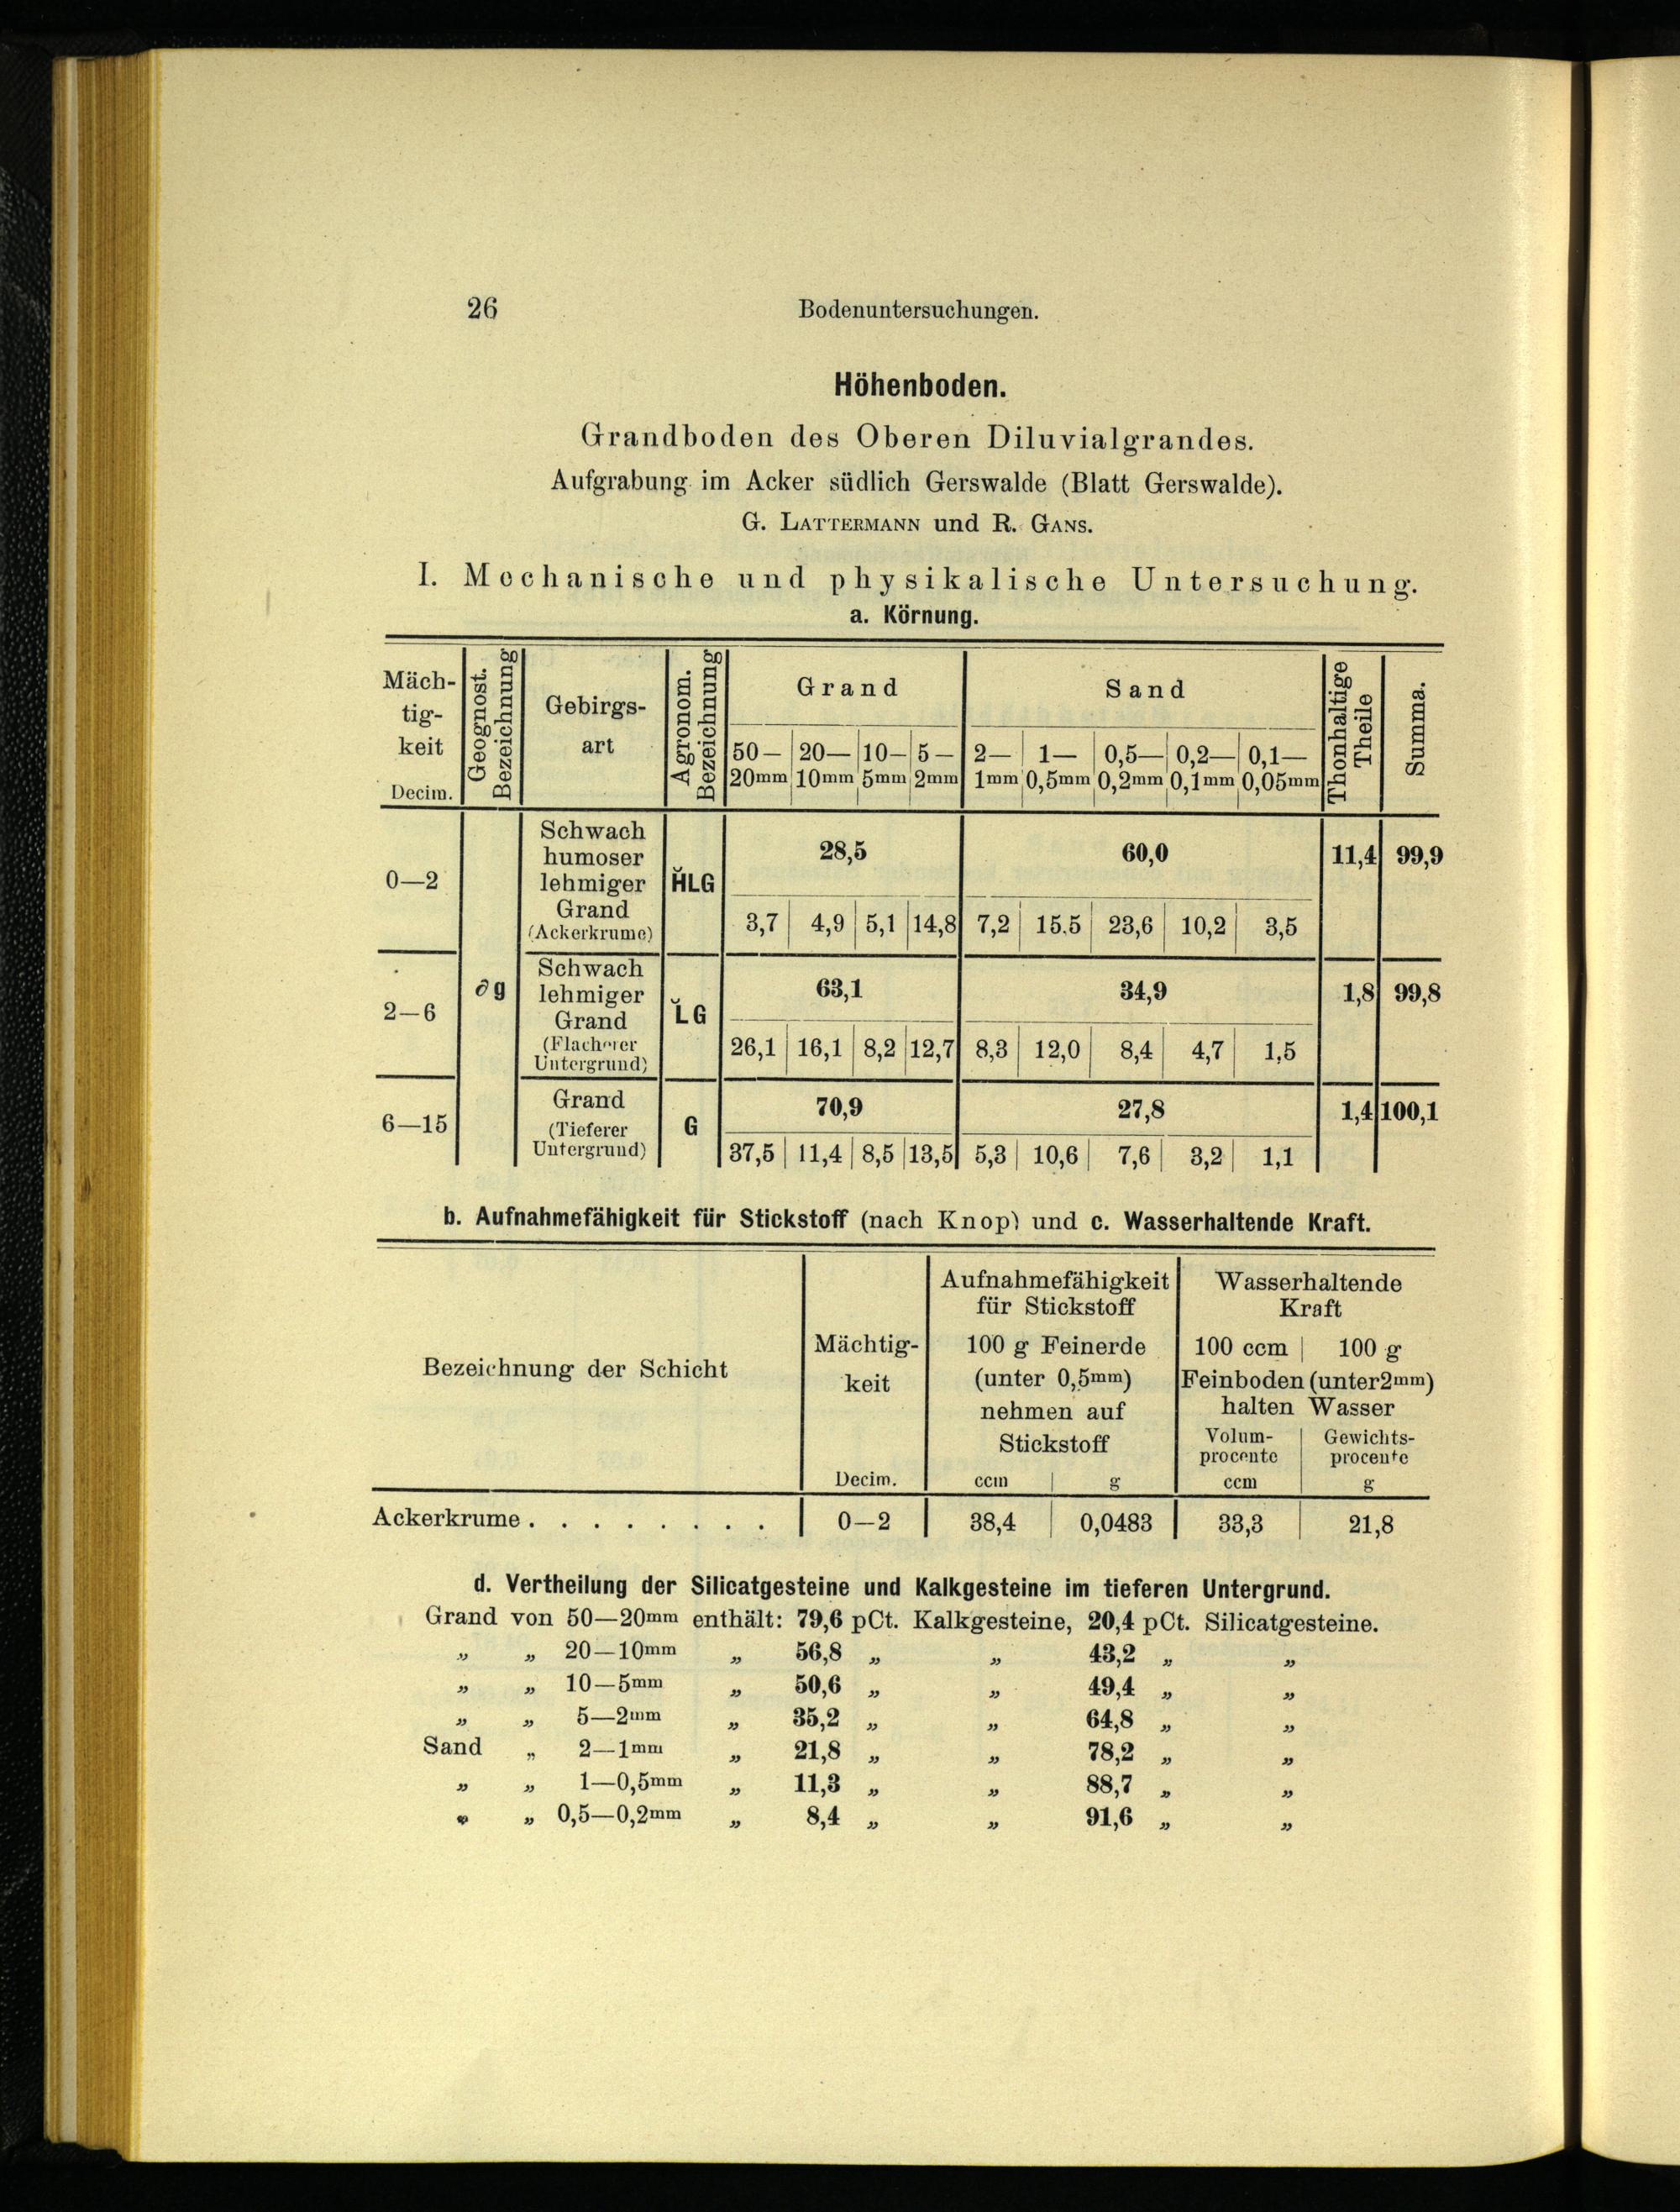 26 Bodenuntersuchungen.
Höhenboden.
Grandboden des Oberen Diluvialgrandes.
Aufgrabung im Acker südlich Gerswalde (Blatt Gerswalde).
G. LATTERMANN und R. GANS.
I. Mechanische und physikalische Untersuchung.
a. Körnung.
Mäch-
tig-
keit
Decim.
Geognost.
Bezeichnung
Gebirgs-
art
Agronom.
Bezeichnung
Grand
50— 20— 10— 5—
20mm 10mm 5mm 2mm
Sand
2— 1— 0,5— 0,2— 0,1—
1mm 0,5mm 0,2mm 0,1mm 0,05mm
Thonhaltige
Theile
Summa.
0—2
∂g
Schwach
humoser
lehmiger
Grand
(Ackerkrume)
H̆LG
28,5 60,0 11,4 99,9
3,7 4,9 5,1 14,8 7,2 15,5 23,6 10,2 3,5
2—6
Schwach
lehmiger
Grand
(Flacherer
Untergrund)
L̆G
63,1 34,9 1,8 99,8
26,1 16,1 8,2 12,7 8,3 12,0 8,4 4,7 1,5
6—15
Grand
(Tieferer
Untergrund)
G
70,9 27,8 1,4 100,1
37,5 11,4 8,5 13,5 5,3 10,6 7,6 3,2 1,1
b. Aufnahmefähigkeit für Stickstoff (nach Knop) und c. Wasserhaltende Kraft.
Bezeichnung der Schicht
Mächtig-
keit
Decim.
Aufnahmefähigkeit
für Stickstoff
100 g Feinerde
(unter 0,5mm)
nehmen auf
Stickstoff
ccm g
Wasserhaltende
Kraft
100 ccm 100 g
Feinboden (unter 2mm)
halten Wasser
Volum- Gewichts-
procente procente
ccm g
Ackerkrume . . . . . . . . 0—2 38,4 0,0483 33,3 21,8
d. Vertheilung der Silicatgesteine und Kalkgesteine im tieferen Untergrund.
Grand von 50—20mm enthält: 79,6 pCt. Kalkgesteine, 20,4 pCt. Silicatgesteine.
„ „ 20—10mm „ 56,8 „ „ 43,2 „ „
„ „ 10—5mm „ 50,6 „ „ 49,4 „ „
„ „ 5—2mm „ 35,2 „ „ 64,8 „ „
Sand „ 2—1mm „ 21,8 „ „ 78,2 „ „
„ „ 1—0,5mm „ 11,3 „ „ 88,7 „ „
„ „ 0,5—0,2mm „ 8,4 „ „ 91,6 „ „